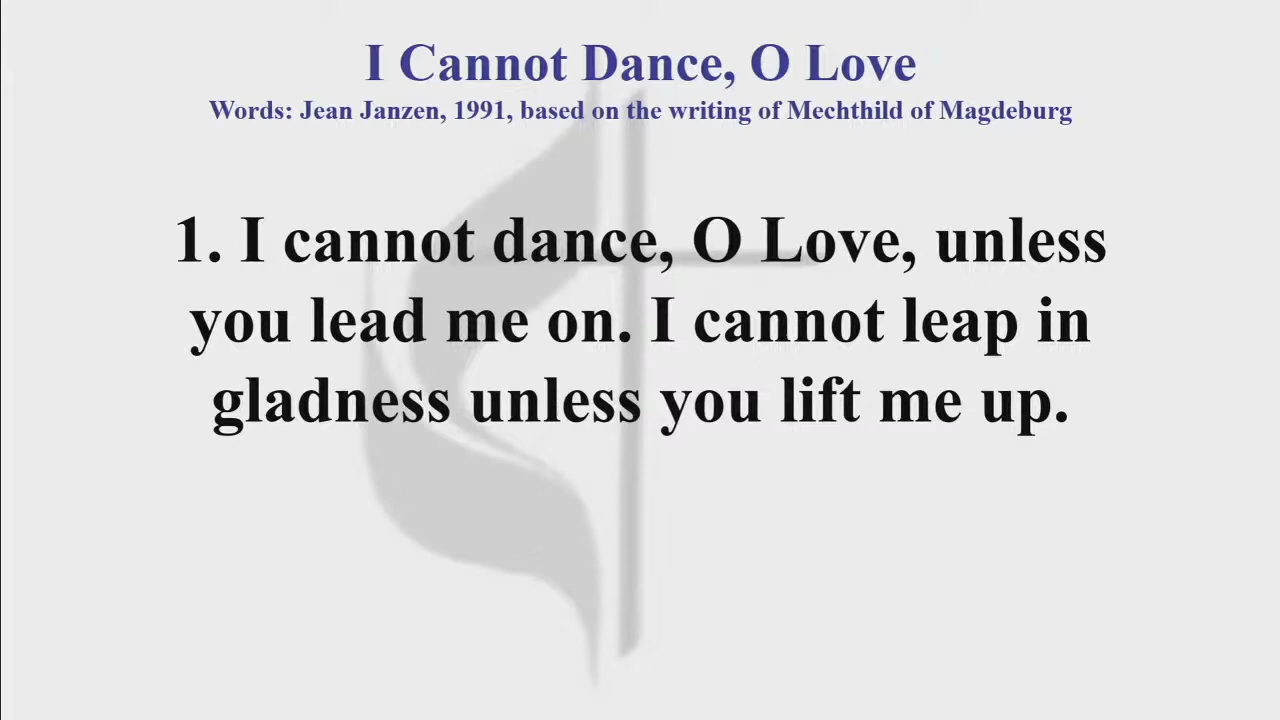 I Cannot Dance, O Love
Words: Jean Janzen, 1991, based on the writing of Mechthild of Magdeburg
1. I cannot dance, O Love, unless
you lead me on. I cannot leap in
gladness unless you lift me up.